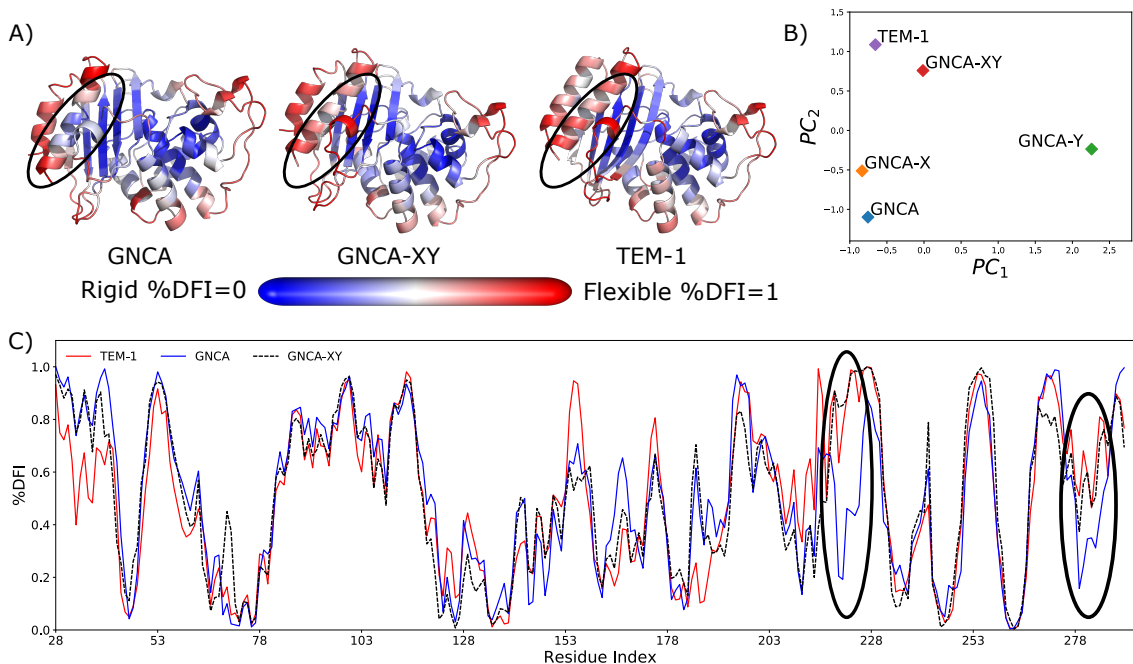 A)
GNCA
GNCA-XY
TEM-1
Rigid %DFI=0
Flexible %DFI=1
B)
1.5
1.0
0.5
0.0
−0.5
−1.0
PC2
TEM-1
GNCA-XY
GNCA-Y
GNCA-X
GNCA
−1.0 −0.5 0.0 0.5 1.0 1.5 2.0 2.5
PC1
C)
TEM-1 GNCA GNCA-XY
1.0
0.8
0.6
0.4
0.2
0.0
%DFI
28 53 78 103 128 153 178 203 228 253 278
Residue Index